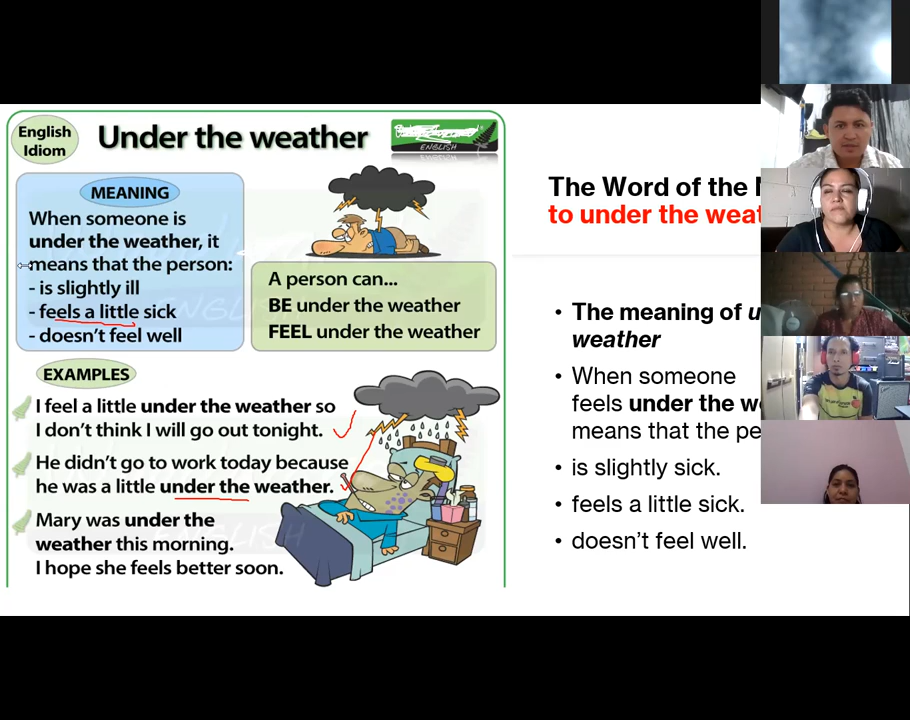 English
Idiom
Under the weather
ENGLISH
MEANING
When someone is
under the weather, it
means that the person:
- is slightly ill
- feels a little sick
- doesn't feel well
A person can...
BE under the weather
FEEL under the weather
EXAMPLES
I feel a little under the weather so
I don't think I will go out tonight.
He didn't go to work today because
he was a little under the weather.
Mary was under the
weather this morning.
I hope she feels better soon.
The Word of the
to under the weat
• The meaning of u
weather
• When someone
feels under the w
means that the pe
• is slightly sick.
• feels a little sick.
• doesn't feel well.